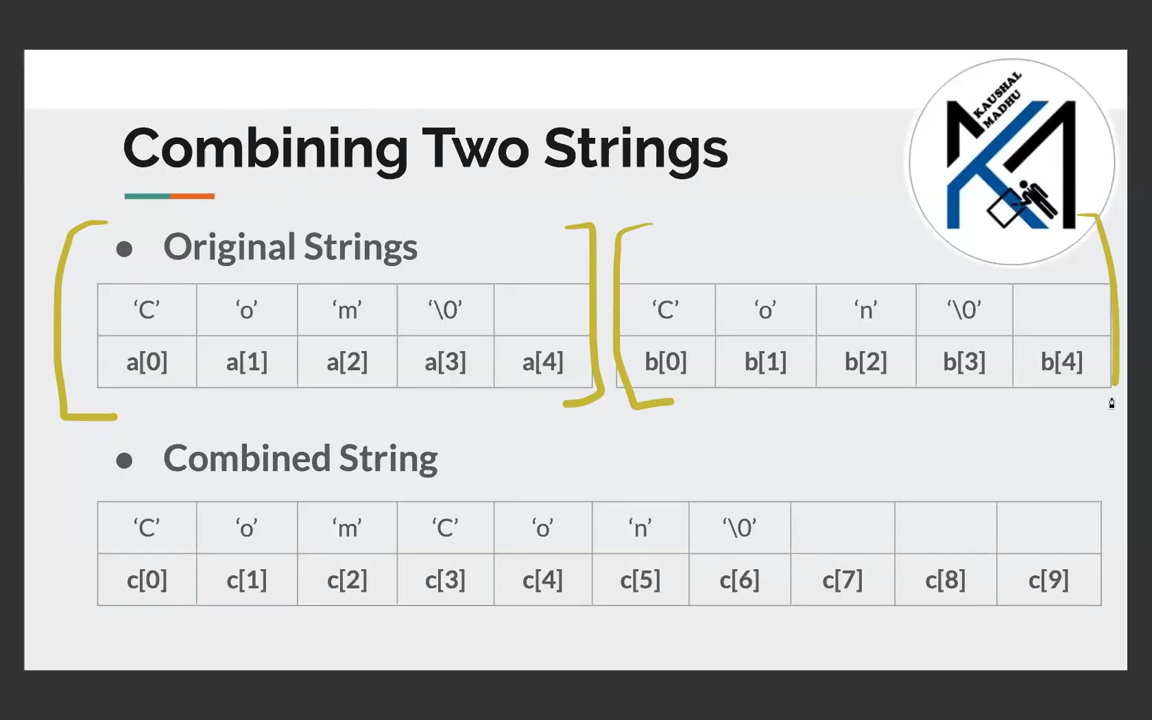 KAUSHAL
MADHU
Combining Two Strings
● Original Strings
‘C’ ‘o’ ‘m’ ‘\0’ ‘C’ ‘o’ ‘n’ ‘\0’
a[0] a[1] a[2] a[3] a[4] b[0] b[1] b[2] b[3] b[4]
● Combined String
‘C’ ‘o’ ‘m’ ‘C’ ‘o’ ‘n’ ‘\0’
c[0] c[1] c[2] c[3] c[4] c[5] c[6] c[7] c[8] c[9]